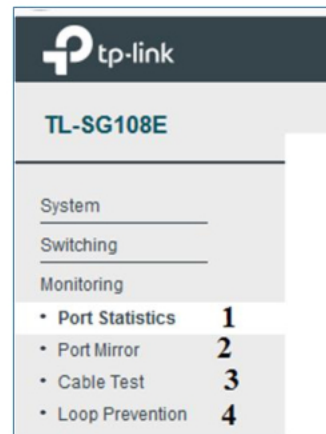 tp-link
TL-SG108E
System
Switching
Monitoring
• Port Statistics 1
• Port Mirror 2
• Cable Test 3
• Loop Prevention 4